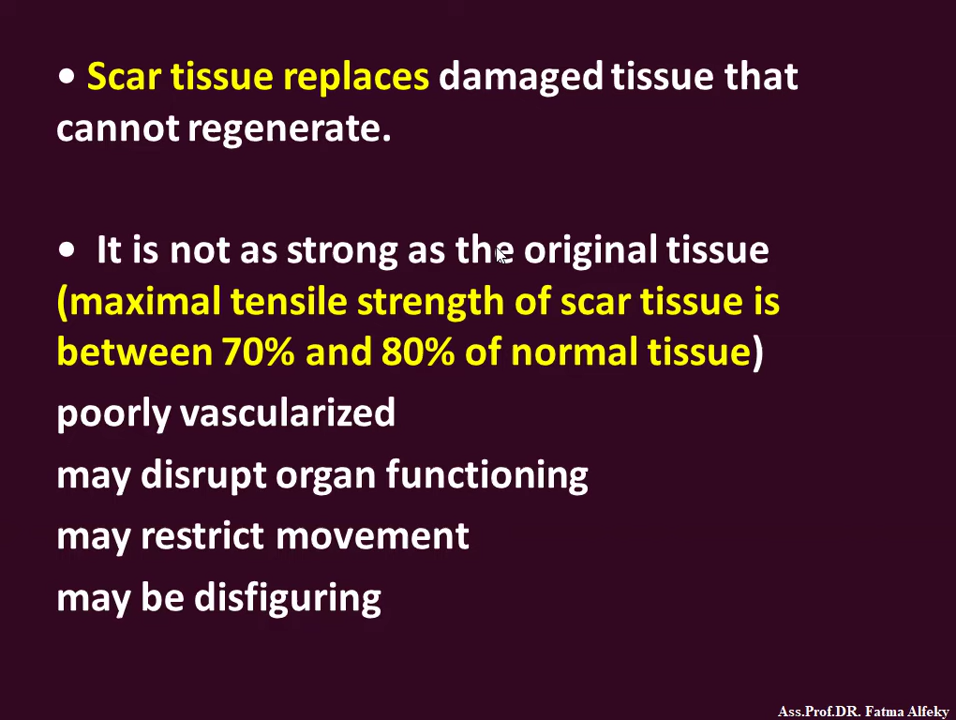 • Scar tissue replaces damaged tissue that
cannot regenerate.
• It is not as strong as the original tissue
(maximal tensile strength of scar tissue is
between 70% and 80% of normal tissue)
poorly vascularized
may disrupt organ functioning
may restrict movement
may be disfiguring
Ass.Prof.DR. Fatma Alfeky